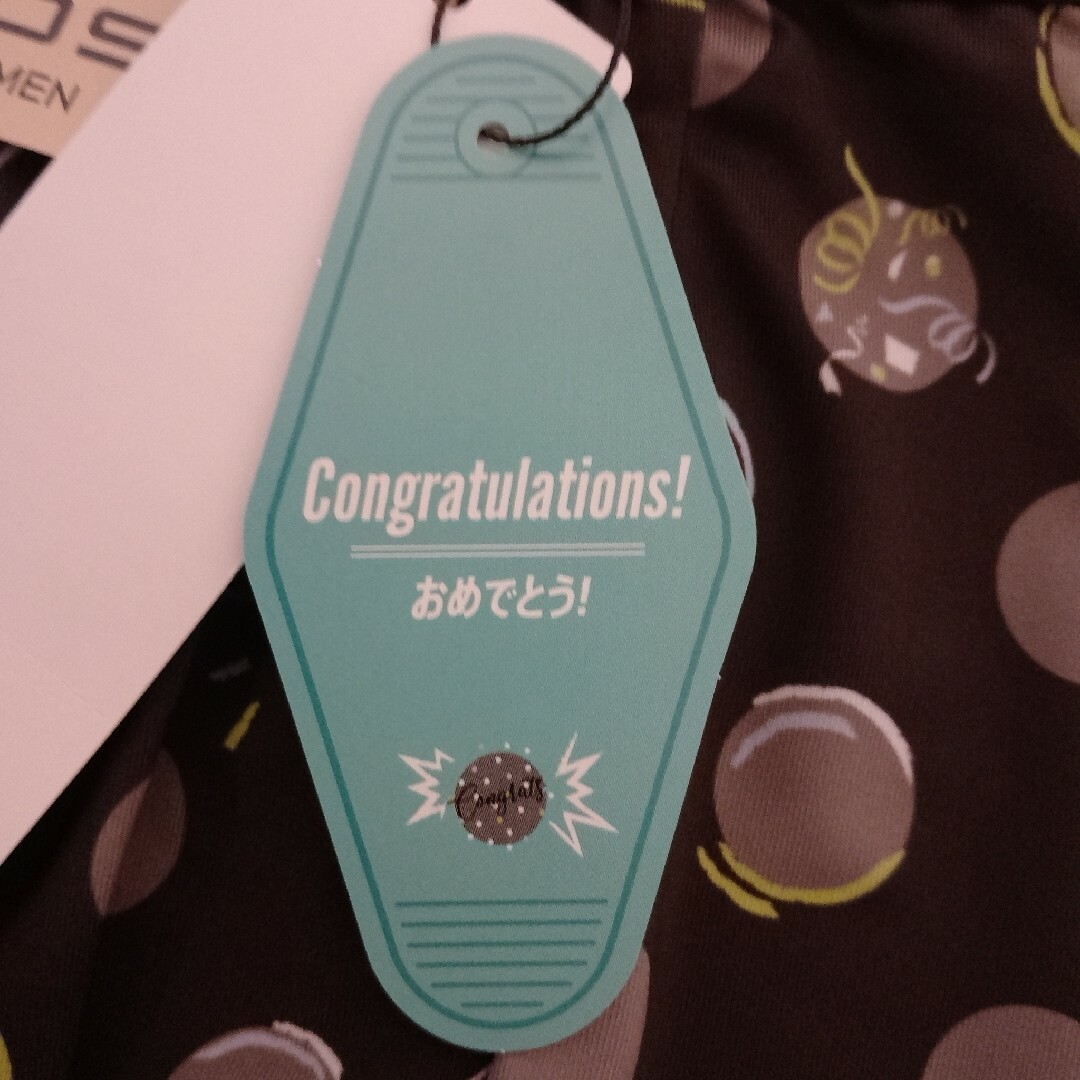 MEN
Congratulations!
おめでとう!
Congrats